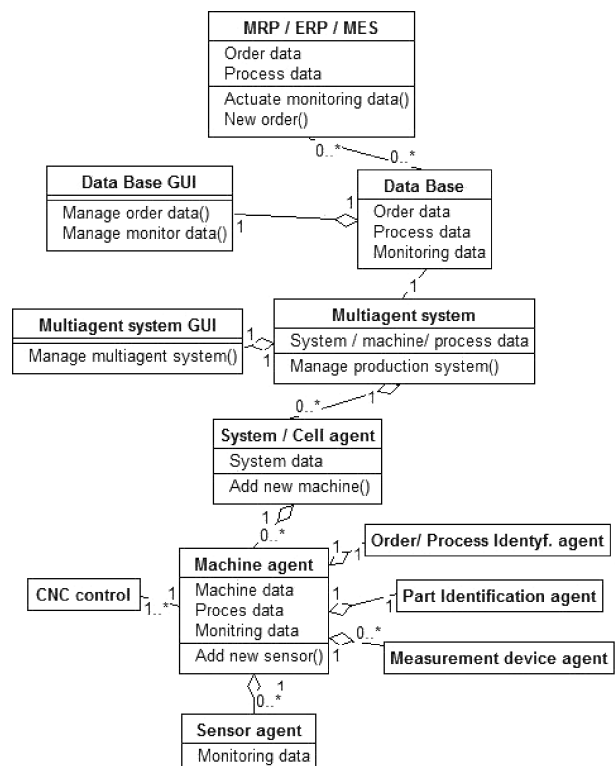 MRP / ERP / MES
Order data
Process data
Actuate monitoring data()
New order()
0..*
0..*
Data Base GUI
Manage order data()
Manage monitor data()
1
1
Data Base
Order data
Process data
Monitoring data
1
Multiagent system GUI
Manage multiagent system()
1
1
Multiagent system
System / machine/ process data
Manage production system()
1
0..*
System / Cell agent
System data
Add new machine()
1
0..*
Machine agent
Machine data
Proces data
Monitring data
Add new sensor()
CNC control
1
1..*
1
1
Order/ Process Identyf. agent
1
1
Part Identification agent
0..*
1
Measurement device agent
1
0..*
Sensor agent
Monitoring data